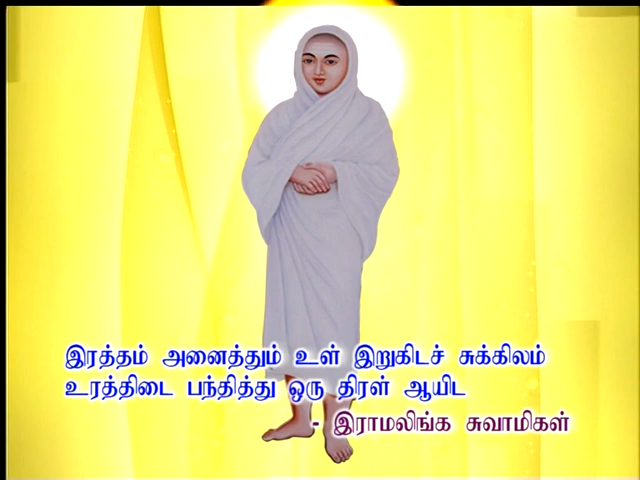 இரத்தம் அனைத்தும் உள் இறுகிடச் சுக்கிலம்
உரத்திடை பந்தித்து ஒரு திரள் ஆயிட
- இராமலிங்க சுவாமிகள்